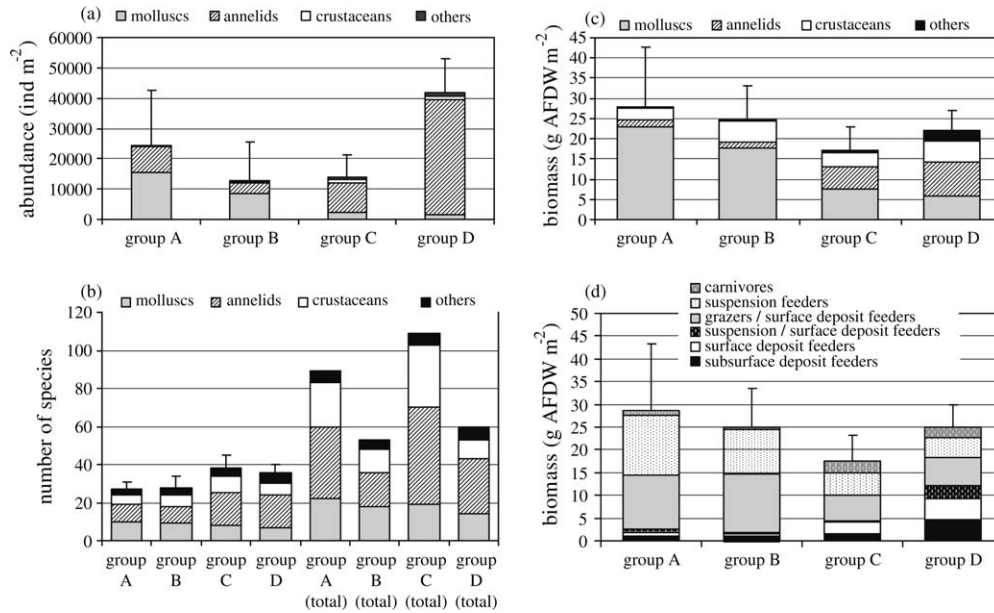 (a)
molluscs annelids crustaceans others
abundance (ind m-2)
60000
50000
40000
30000
20000
10000
0
group A group B group C group D
(c)
molluscs annelids crustaceans others
biomass (g AFDWm-2)
45
40
35
30
25
20
15
10
5
0
group A group B group C group D
(b)
molluscs annelids crustaceans others
number of species
120
100
80
60
40
20
0
group group group group group group group group
A B C D A B C D
(total) (total) (total) (total)
(d)
carnivores
suspension feeders
grazers / surface deposit feeders
suspension / surface deposit feeders
surface deposit feeders
subsurface deposit feeders
biomass (g AFDW m-2)
50
45
40
35
30
25
20
15
10
5
0
group A group B group C group D